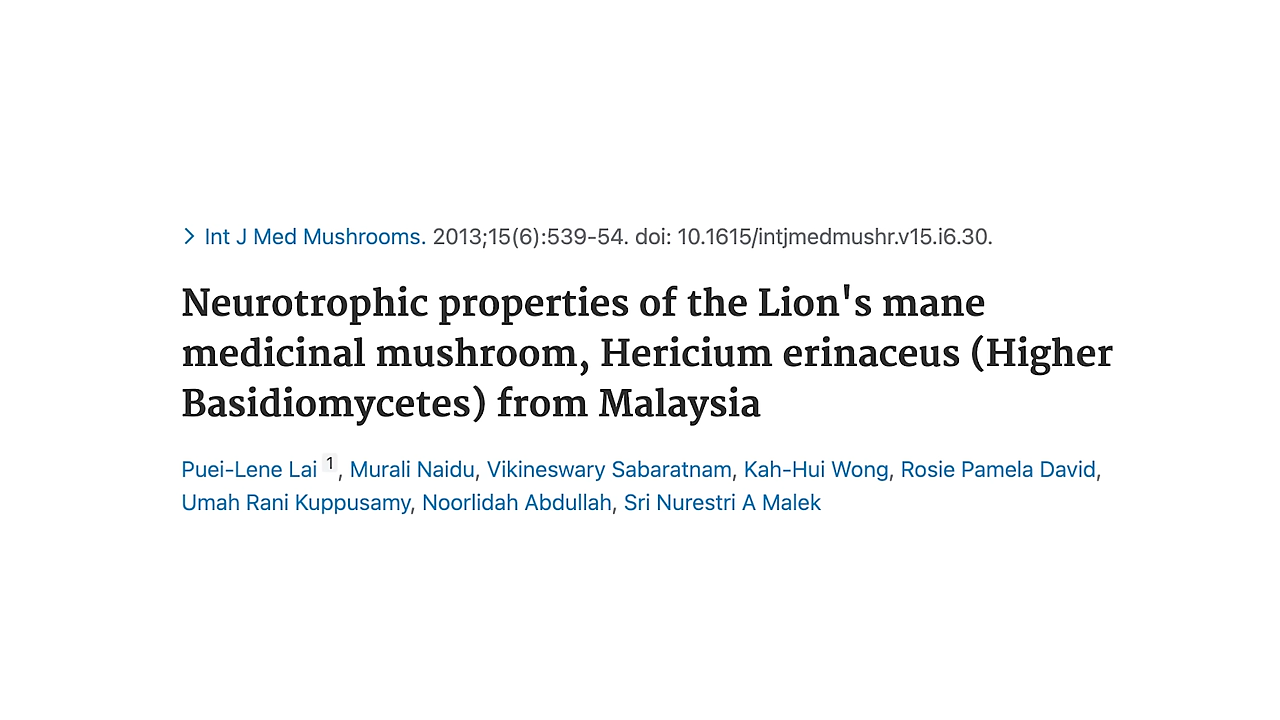 Int J Med Mushrooms. 2013;15(6):539-54. doi: 10.1615/intjmedmushr.v15.i6.30.
Neurotrophic properties of the Lion's mane
medicinal mushroom, Hericium erinaceus (Higher
Basidiomycetes) from Malaysia
Puei-Lene Lai 1, Murali Naidu, Vikineswary Sabaratnam, Kah-Hui Wong, Rosie Pamela David,
Umah Rani Kuppusamy, Noorlidah Abdullah, Sri Nurestri A Malek